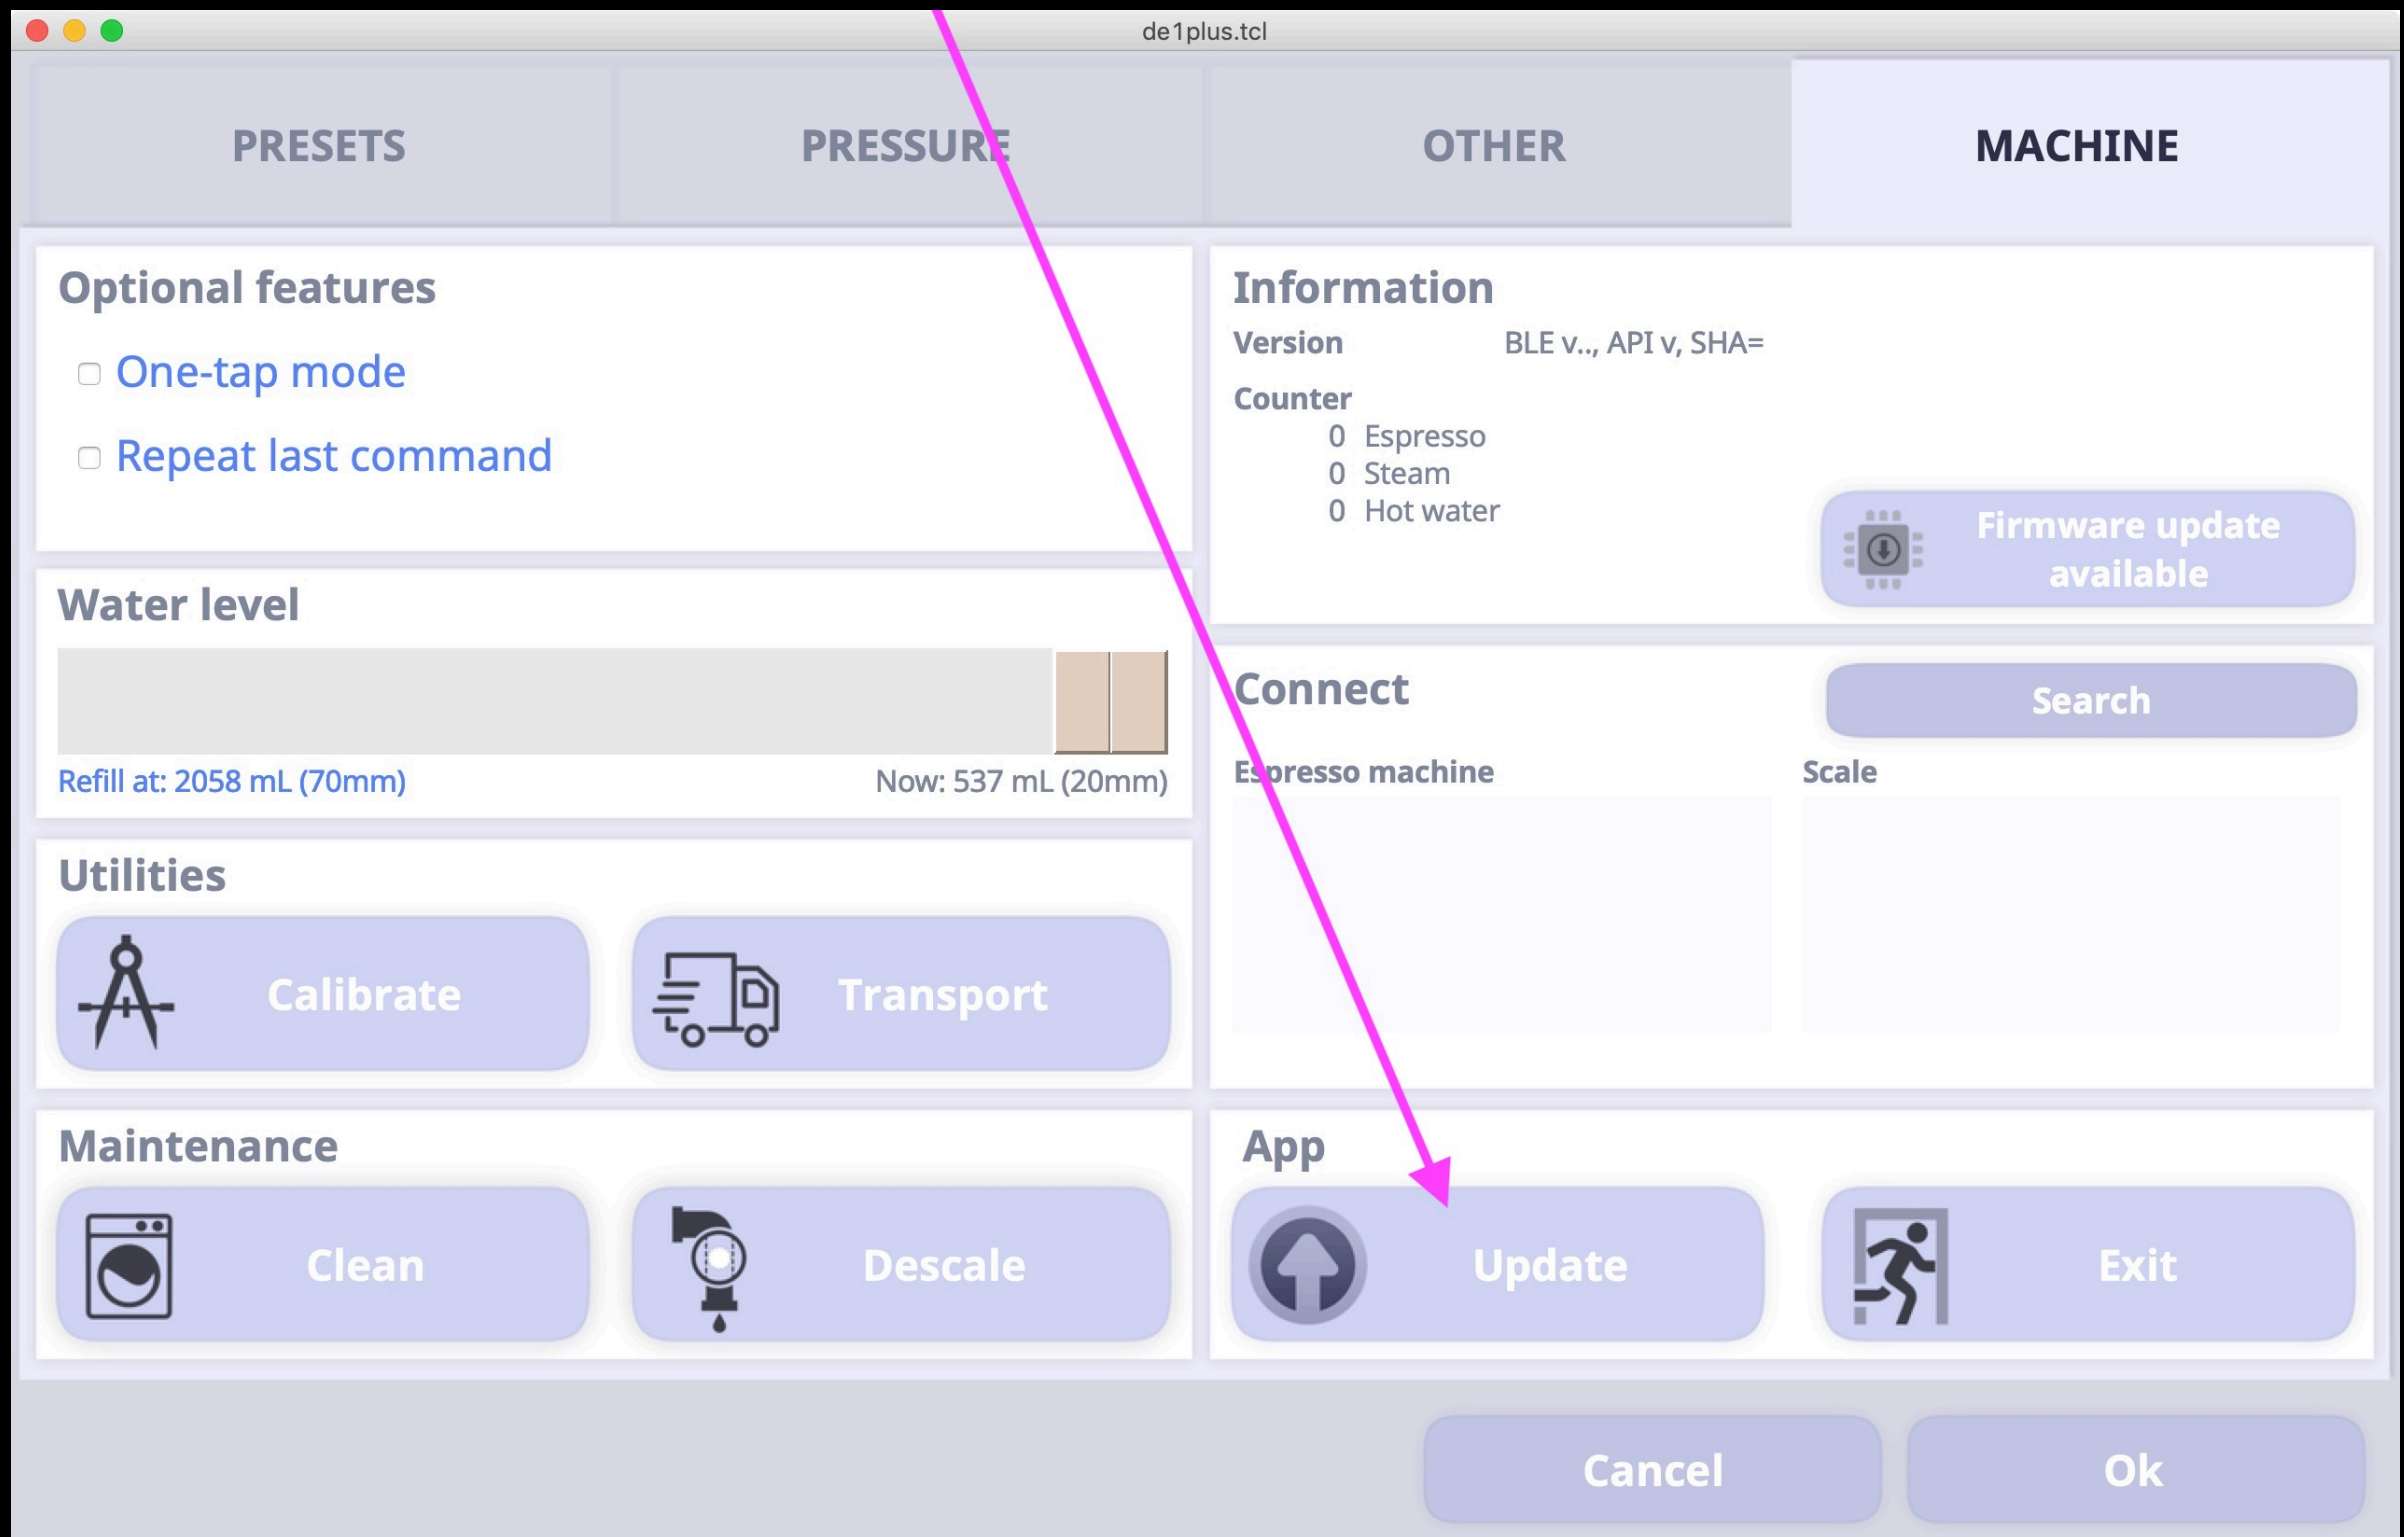 de1plus.tcl
PRESETS
PRESSURE
OTHER
MACHINE
Optional features
One-tap mode
Repeat last command
Water level
Refill at: 2058 mL (70mm)
Now: 537 mL (20mm)
Utilities
Calibrate
Transport
Maintenance
Clean
Descale
Information
Version BLE v.., API v, SHA=
Counter
0 Espresso
0 Steam
0 Hot water
Firmware update
available
Connect
Search
Espresso machine
Scale
App
Update
Exit
Cancel
Ok